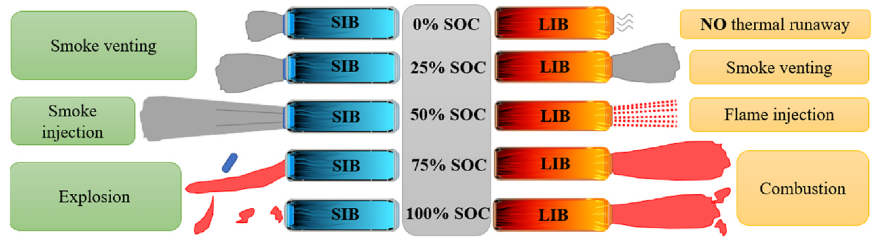 Smoke venting
SIB
0% SOC
LIB
NO thermal runaway
SIB
25% SOC
LIB
Smoke venting
Smoke
injection
SIB
50% SOC
LIB
Flame injection
Explosion
SIB
75% SOC
LIB
Combustion
SIB
100% SOC
LIB